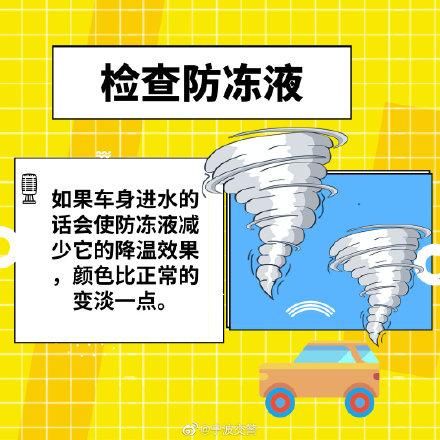 检查防冻液
如果车身进水的
话会使防冻液减
少它的降温效果
，颜色比正常的
变淡一点。
@宁波交警